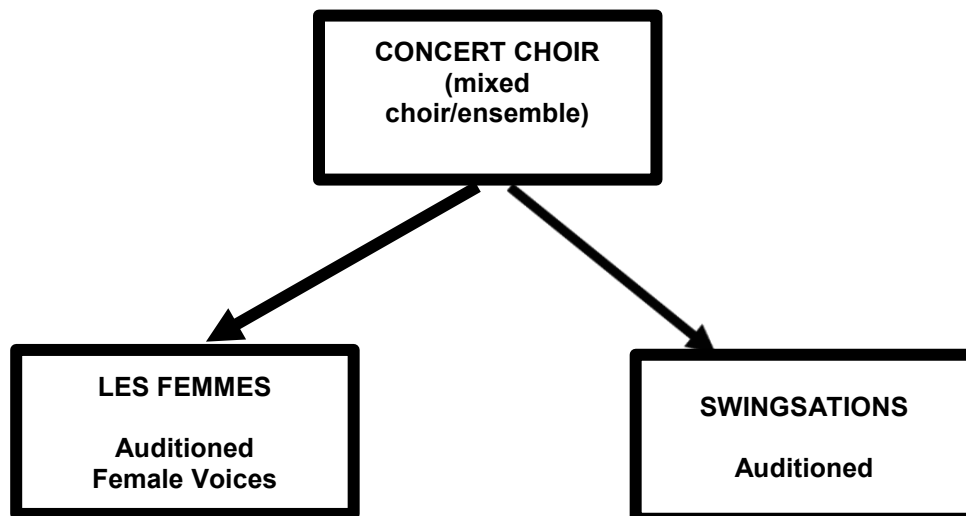 CONCERT CHOIR
(mixed
choir/ensemble)
LES FEMMES
Auditioned
Female Voices
SWINGSATIONS
Auditioned